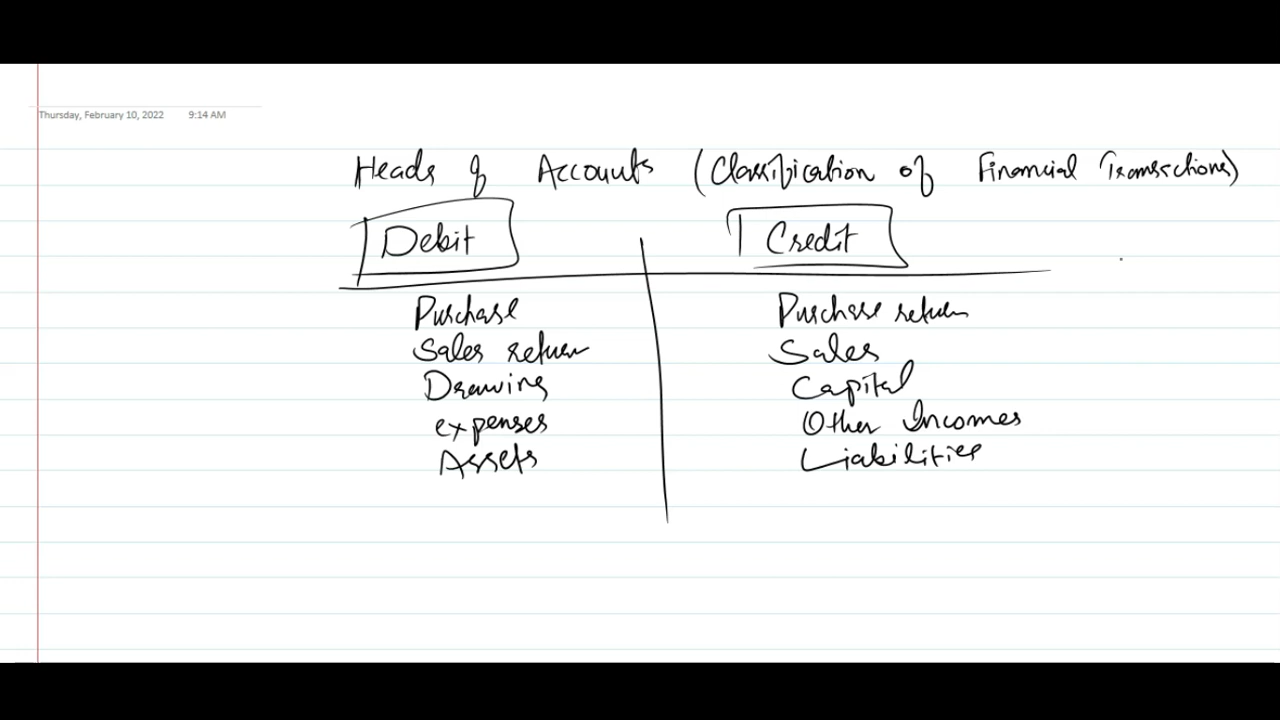 Thursday, February 10, 2022 9:14 AM
Heads of Accounts (Classification of Financial Transactions)
Debit Credit
Purchase Purchase return
Sales return Sales
Drawing Capital
expenses Other Incomes
Assets Liabilities